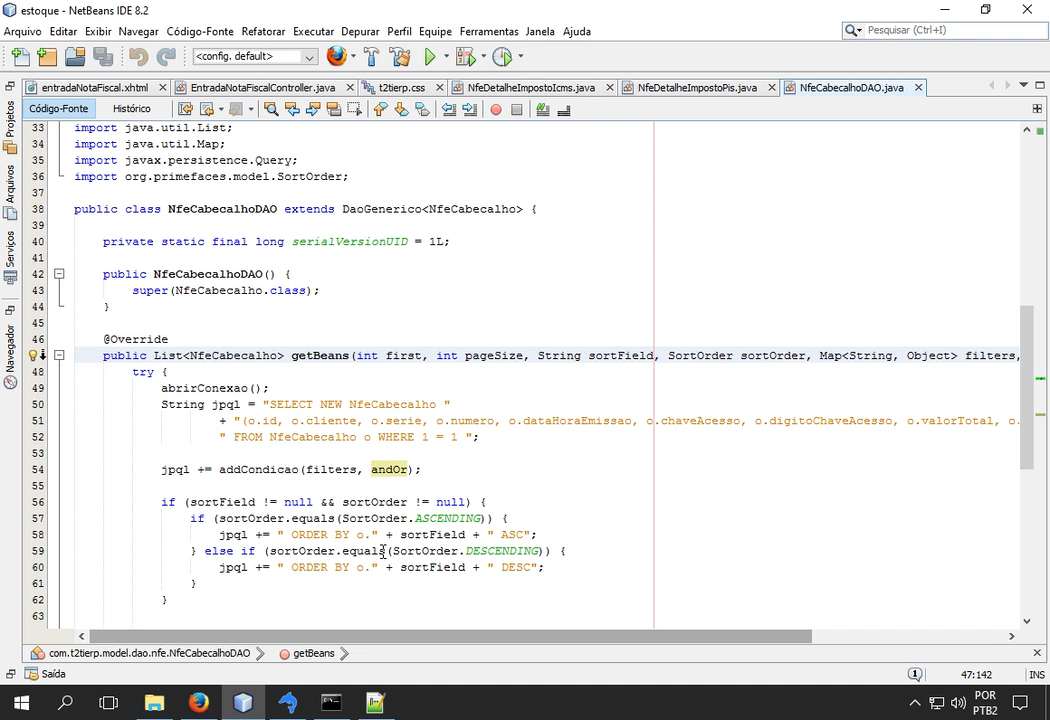 estoque - NetBeans IDE 8.2
Arquivo Editar Exibir Navegar Código-Fonte Refatorar Executar Depurar Perfil Equipe Ferramentas Janela Ajuda
Pesquisar (Ctrl+I)
<config. default>
entradaNotaFiscal.xhtml EntradaNotaFiscalController.java t2tierp.css NfeDetalheImpostoIcms.java NfeDetalheImpostoPis.java NfeCabecalhoDAO.java
Código-Fonte Histórico
Projetos
Arquivos
Serviços
Navegador
33 import java.util.List;
34 import java.util.Map;
35 import javax.persistence.Query;
36 import org.primefaces.model.SortOrder;
37
38 public class NfeCabecalhoDAO extends DaoGenerico<NfeCabecalho> {
39
40 private static final long serialVersionUID = 1L;
41
42 public NfeCabecalhoDAO() {
43 super(NfeCabecalho.class);
44 }
45
46 @Override
public List<NfeCabecalho> getBeans(int first, int pageSize, String sortField, SortOrder sortOrder, Map<String, Object> filters,
48 try {
49 abrirConexao();
50 String jpql = "SELECT NEW NfeCabecalho "
51 + "(o.id, o.cliente, o.serie, o.numero, o.dataHoraEmissao, o.chaveAcesso, o.digitoChaveAcesso, o.valorTotal, o.
52 " FROM NfeCabecalho o WHERE 1 = 1 ";
53
54 jpql += addCondicao(filters, andOr);
55
56 if (sortField != null && sortOrder != null) {
57 if (sortOrder.equals(SortOrder.ASCENDING)) {
58 jpql += " ORDER BY o." + sortField + " ASC";
59 } else if (sortOrder.equals(SortOrder.DESCENDING)) {
60 jpql += " ORDER BY o." + sortField + " DESC";
61 }
62 }
63
com.t2tierp.model.dao.nfe.NfeCabecalhoDAO getBeans
Saída
1
47:142
INS
POR
PTB2